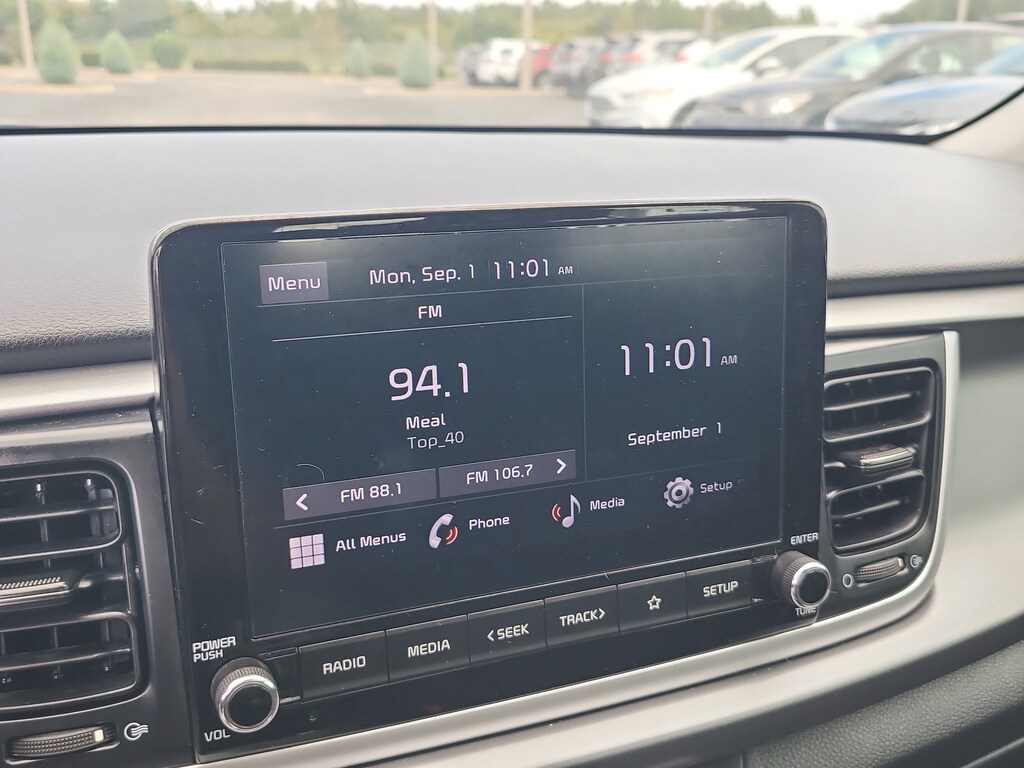 Menu
Mon, Sep. 1 11:01 AM
FM
94.1
Meal
Top_40
FM 88.1
FM 106.7
11:01 AM
September 1
All Menus
Phone
Media
Setup
POWER
PUSH
VOL
RADIO
MEDIA
<SEEK
TRACK>
SETUP
ENTER
TUNE